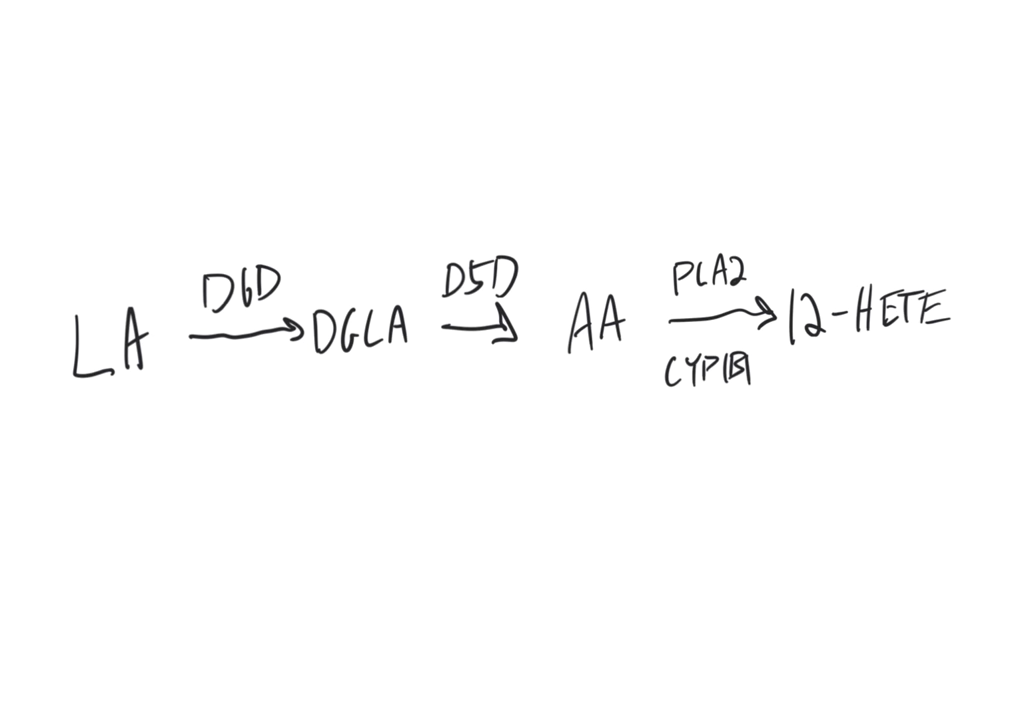 D6D
D5D
PLA2
LA → DGLA → AA → 12-HETE
CYP1B1